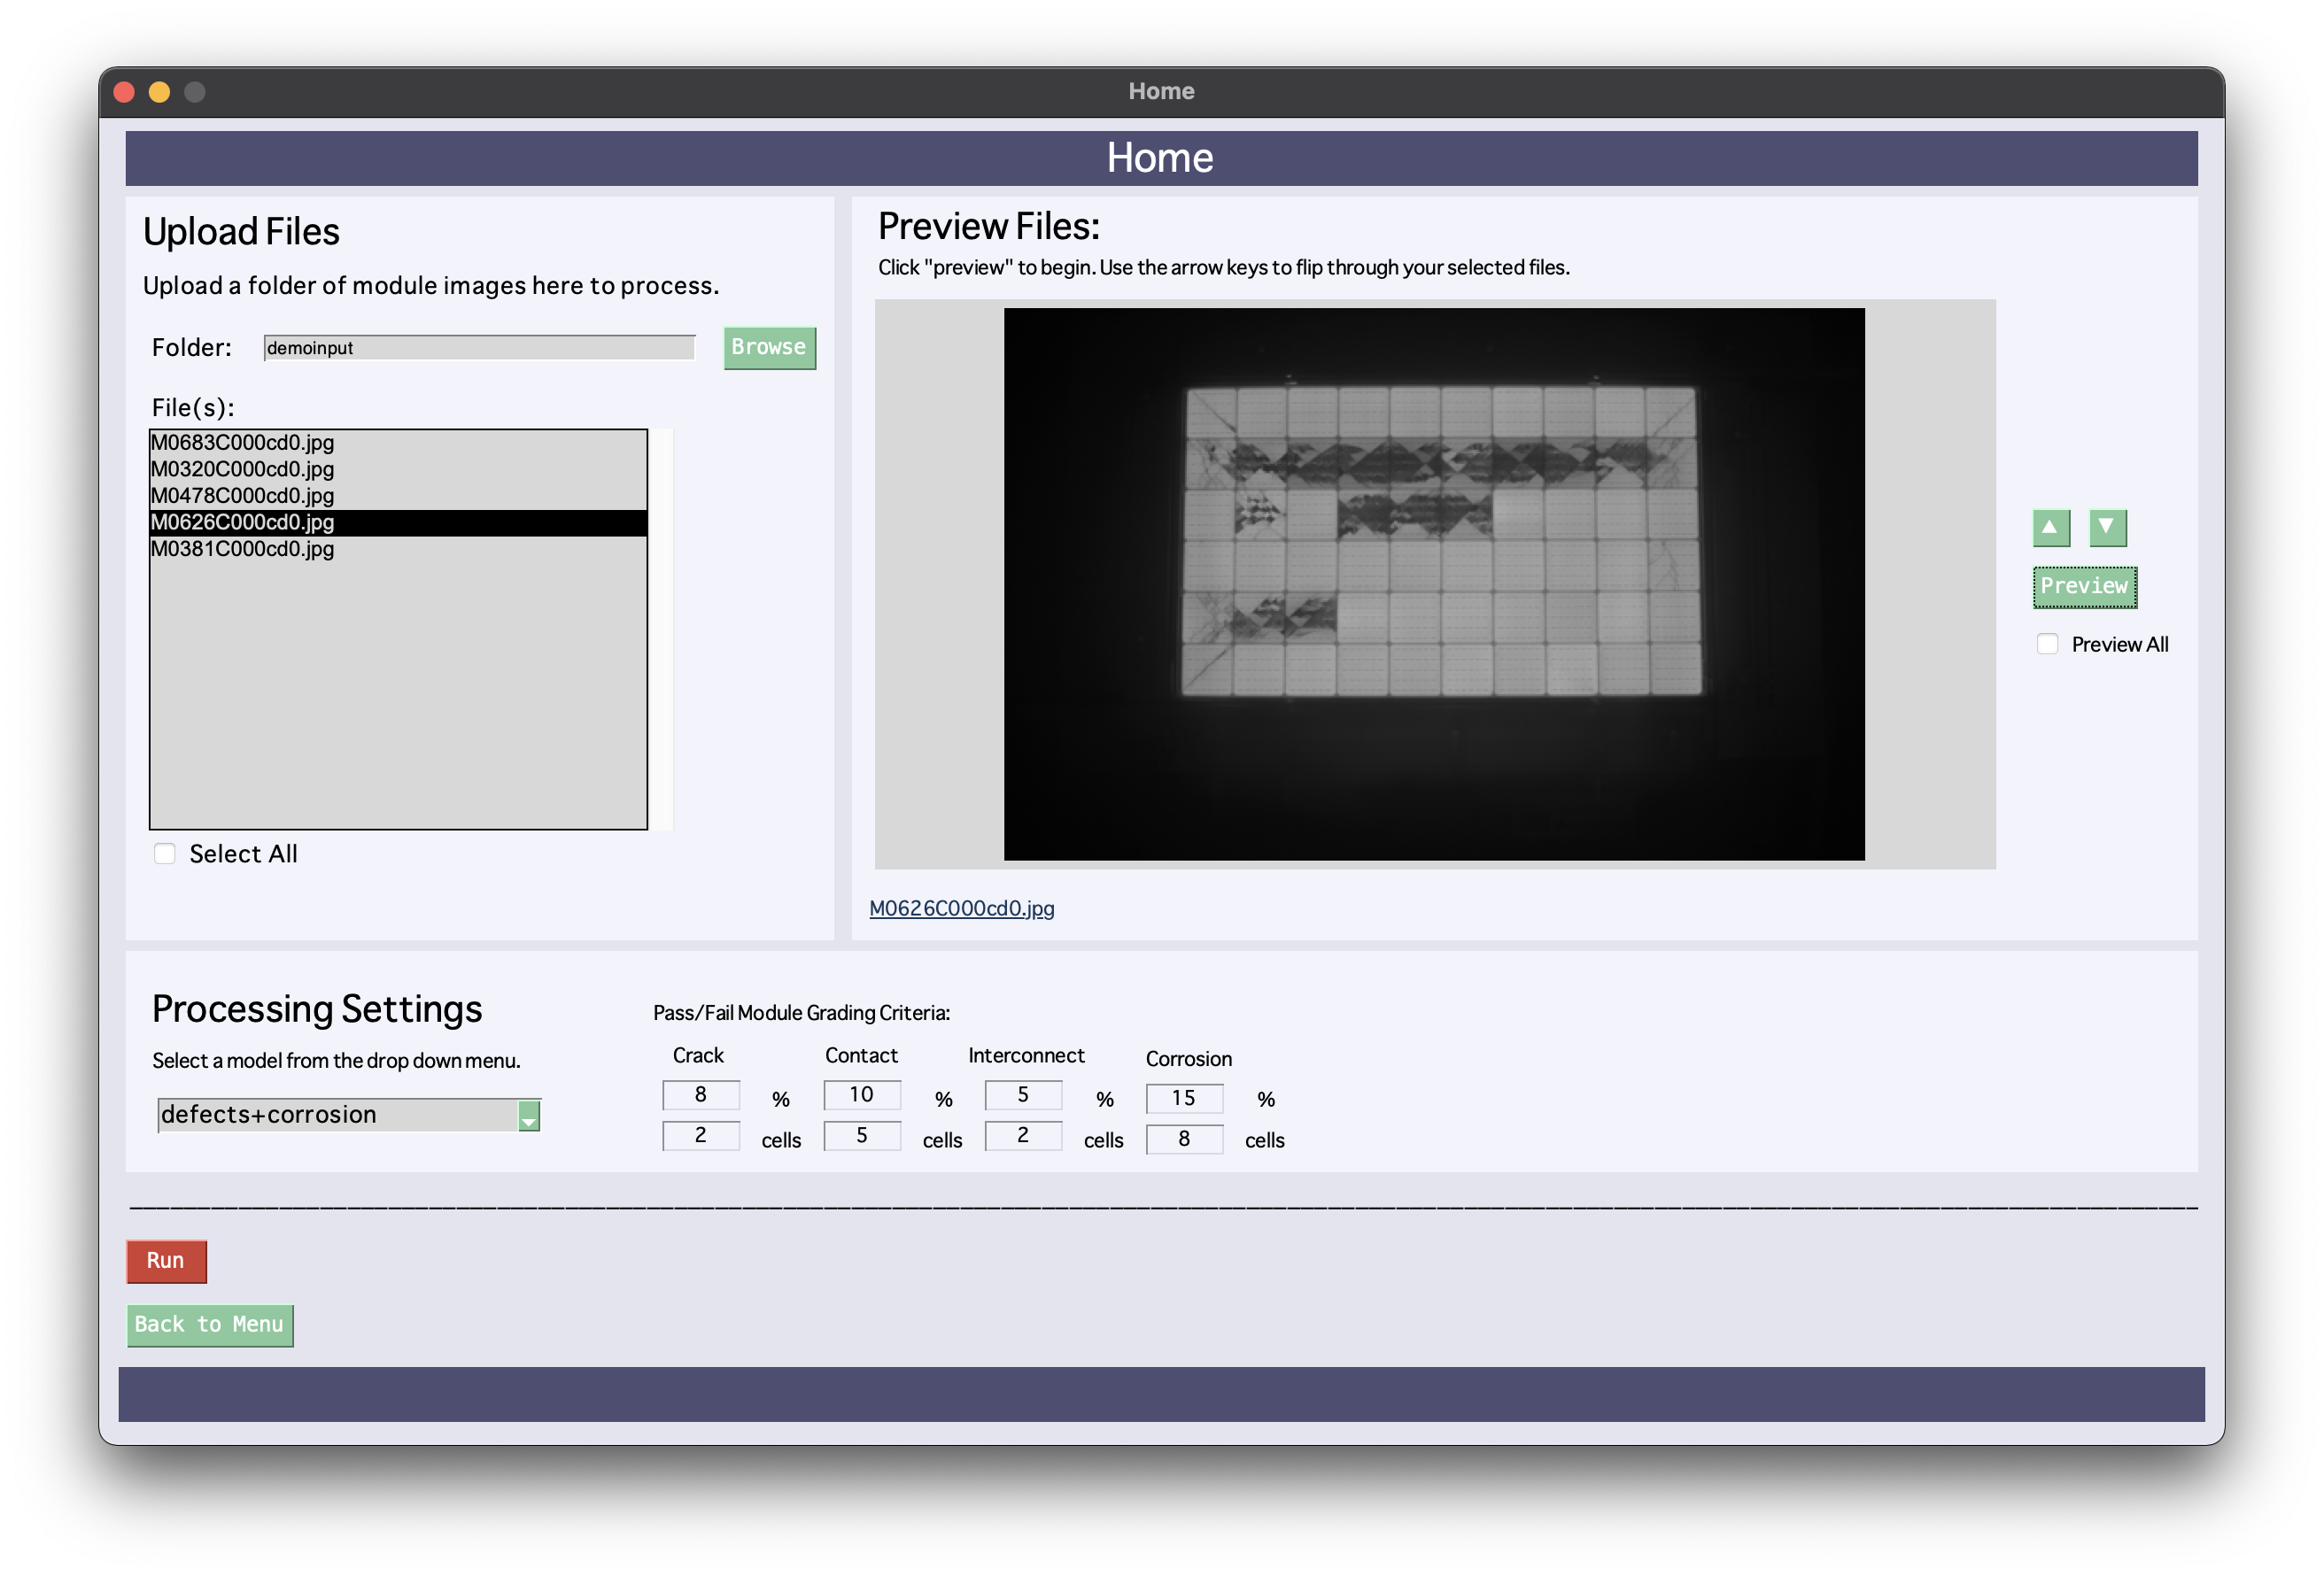 Home
Home
Upload Files
Upload a folder of module images here to process.
Folder: demoinput Browse
File(s):
M0683C000cd0.jpg
M0320C000cd0.jpg
M0478C000cd0.jpg
M0626C000cd0.jpg
M0381C000cd0.jpg
Select All
Preview Files:
Click "preview" to begin. Use the arrow keys to flip through your selected files.
Preview
Preview All
M0626C000cd0.jpg
Processing Settings
Select a model from the drop down menu.
defects+corrosion
Pass/Fail Module Grading Criteria:
Crack Contact Interconnect Corrosion
8 % 10 % 5 % 15 %
2 cells 5 cells 2 cells 8 cells
Run
Back to Menu